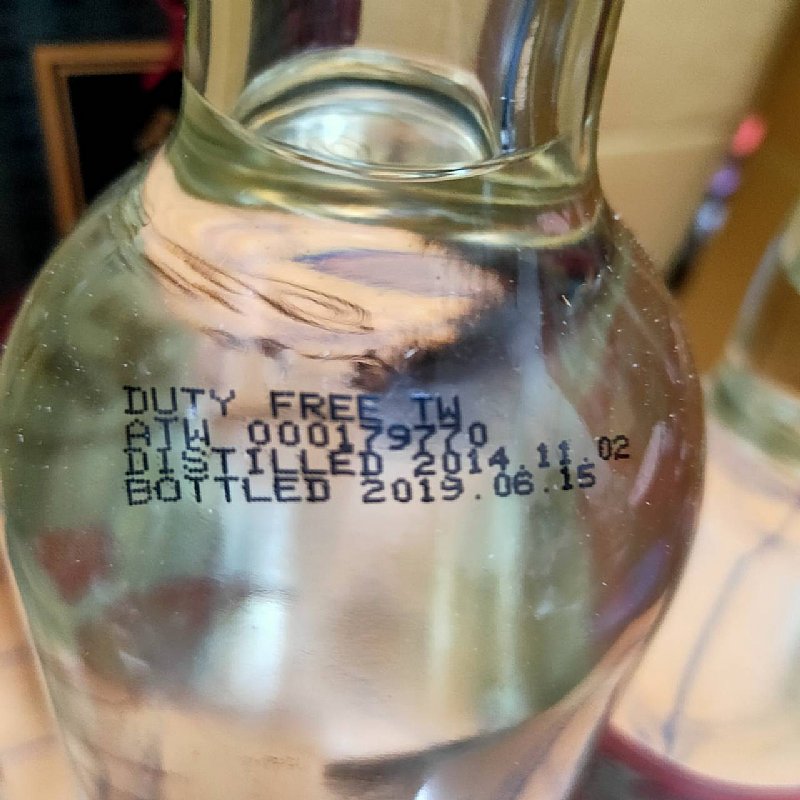 DUTY FREE TW
ATW 000179770
DISTILLED 2014.11.02
BOTTLED 2019.06.15